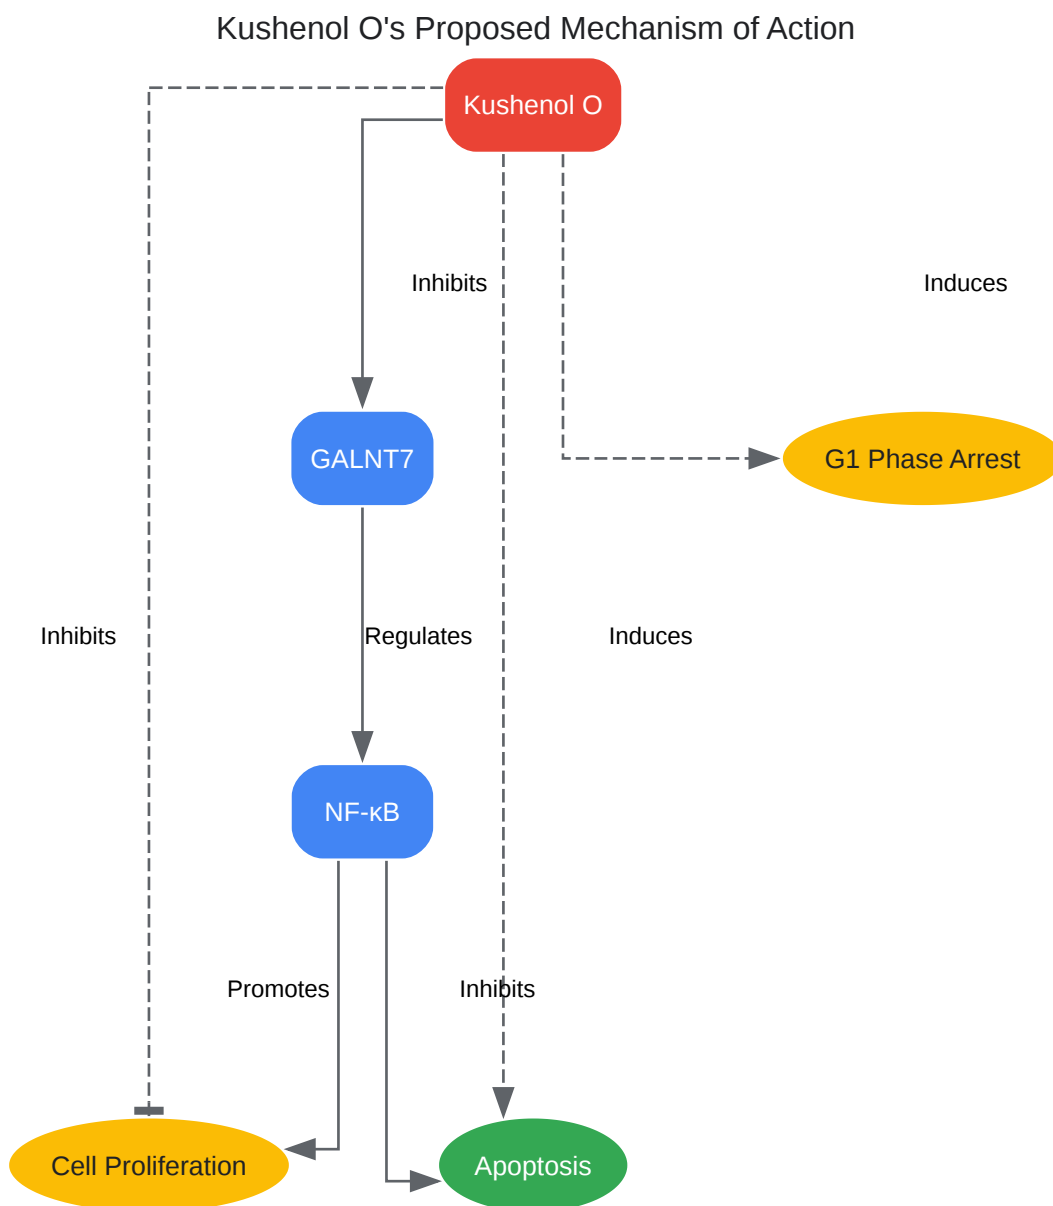 Kushenol O's Proposed Mechanism of Action
Kushenol O
Inhibits
Induces
GALNT7
G1 Phase Arrest
Inhibits
Regulates
Induces
NF-κB
Promotes
Inhibits
Cell Proliferation
Apoptosis